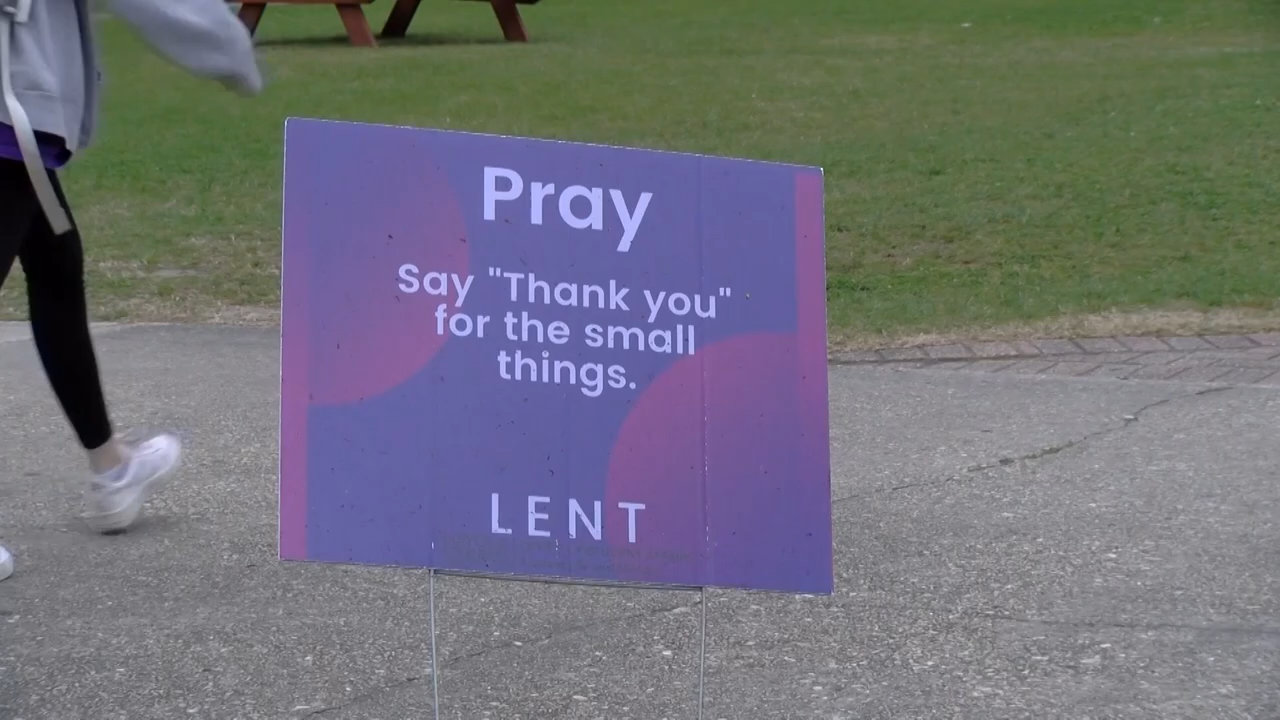 Pray
Say "Thank you"
for the small
things.
LENT